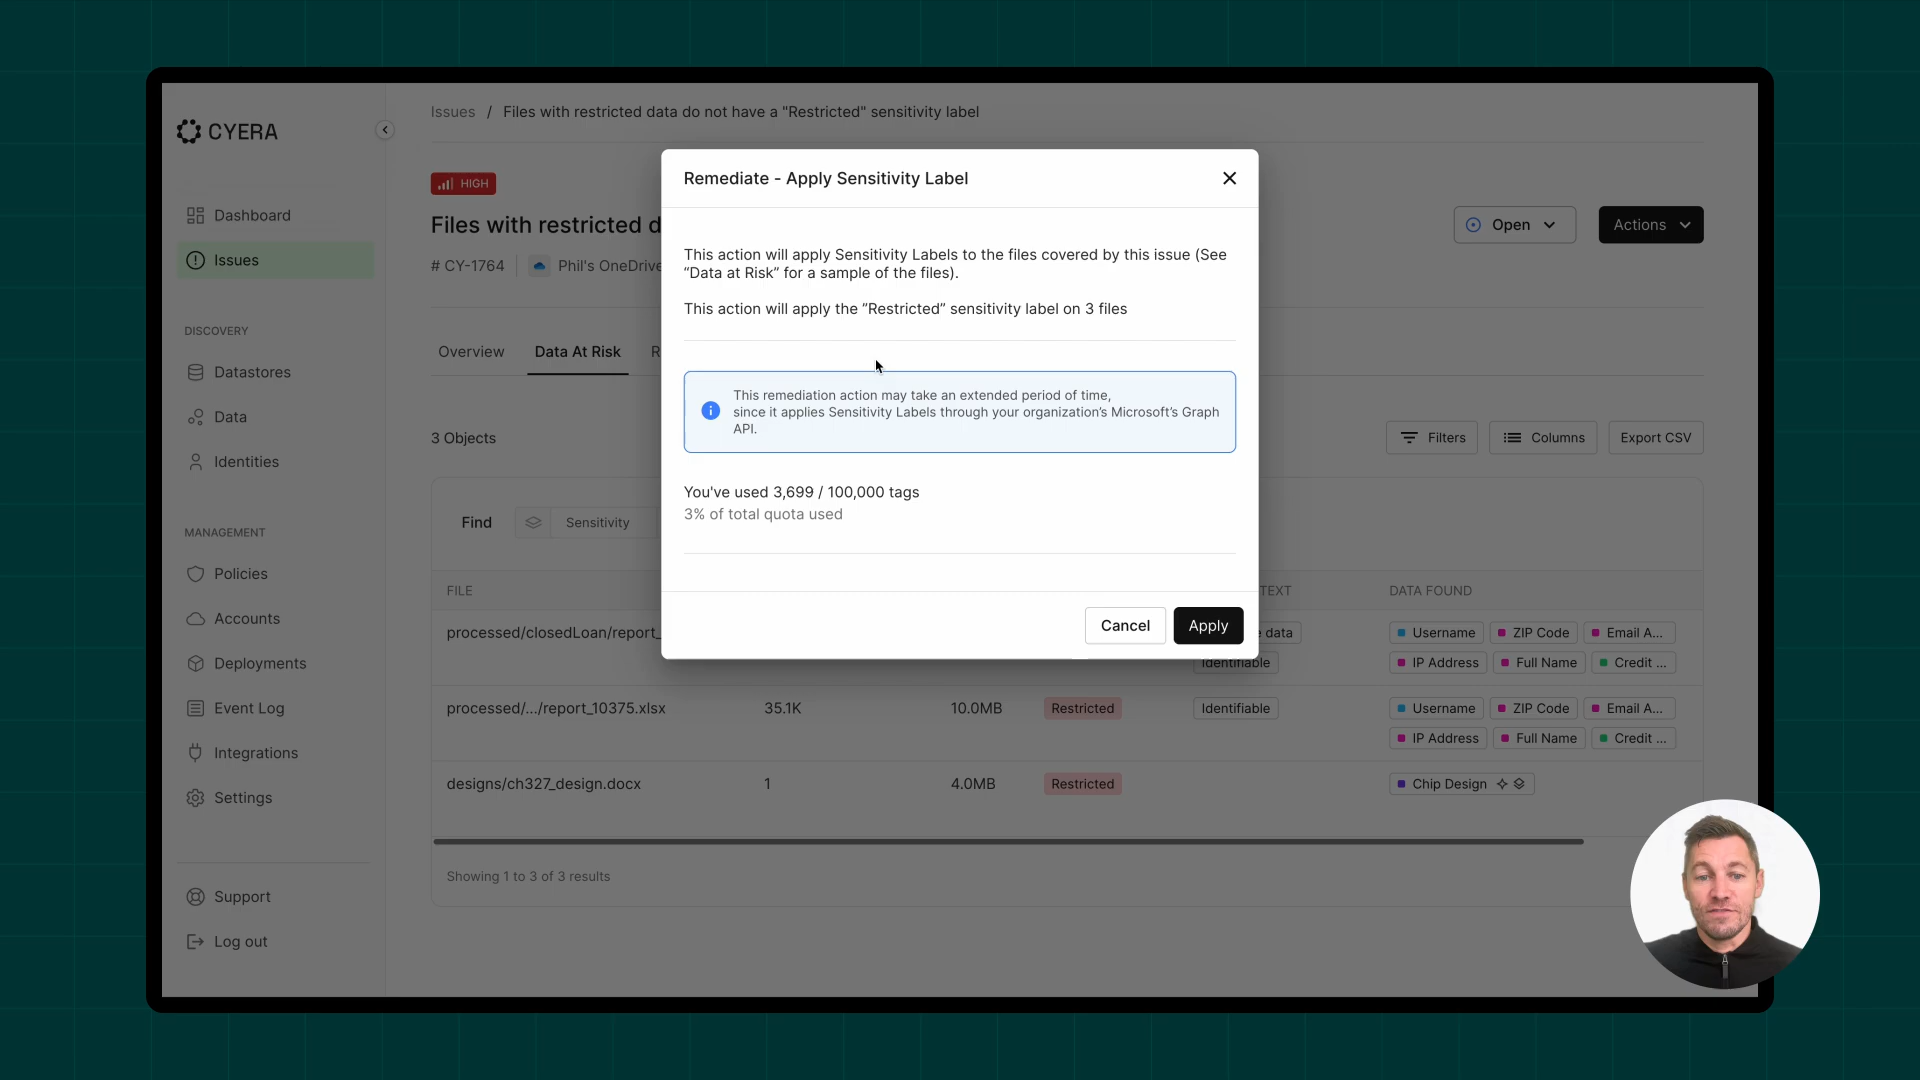 CYERA
Dashboard
Issues
DISCOVERY
Datastores
Data
Identities
MANAGEMENT
Policies
Accounts
Deployments
Event Log
Integrations
Settings
Support
Log out
Issues / Files with restricted data do not have a "Restricted" sensitivity label
HIGH
Files with restricted d
# CY-1764 Phil's OneDrive
Open
Actions
Overview Data At Risk R
3 Objects
Filters Columns Export CSV
Find Sensitivity
FILE TEXT DATA FOUND
processed/closedLoan/report_ e data Username ZIP Code Email A...
Identifiable IP Address Full Name Credit ...
processed/.../report_10375.xlsx 35.1K 10.0MB Restricted Identifiable Username ZIP Code Email A...
IP Address Full Name Credit ...
designs/ch327_design.docx 1 4.0MB Restricted Chip Design
Showing 1 to 3 of 3 results
Remediate - Apply Sensitivity Label
This action will apply Sensitivity Labels to the files covered by this issue (See
“Data at Risk” for a sample of the files).
This action will apply the ”Restricted” sensitivity label on 3 files
This remediation action may take an extended period of time,
since it applies Sensitivity Labels through your organization’s Microsoft’s Graph
API.
You've used 3,699 / 100,000 tags
3% of total quota used
Cancel Apply